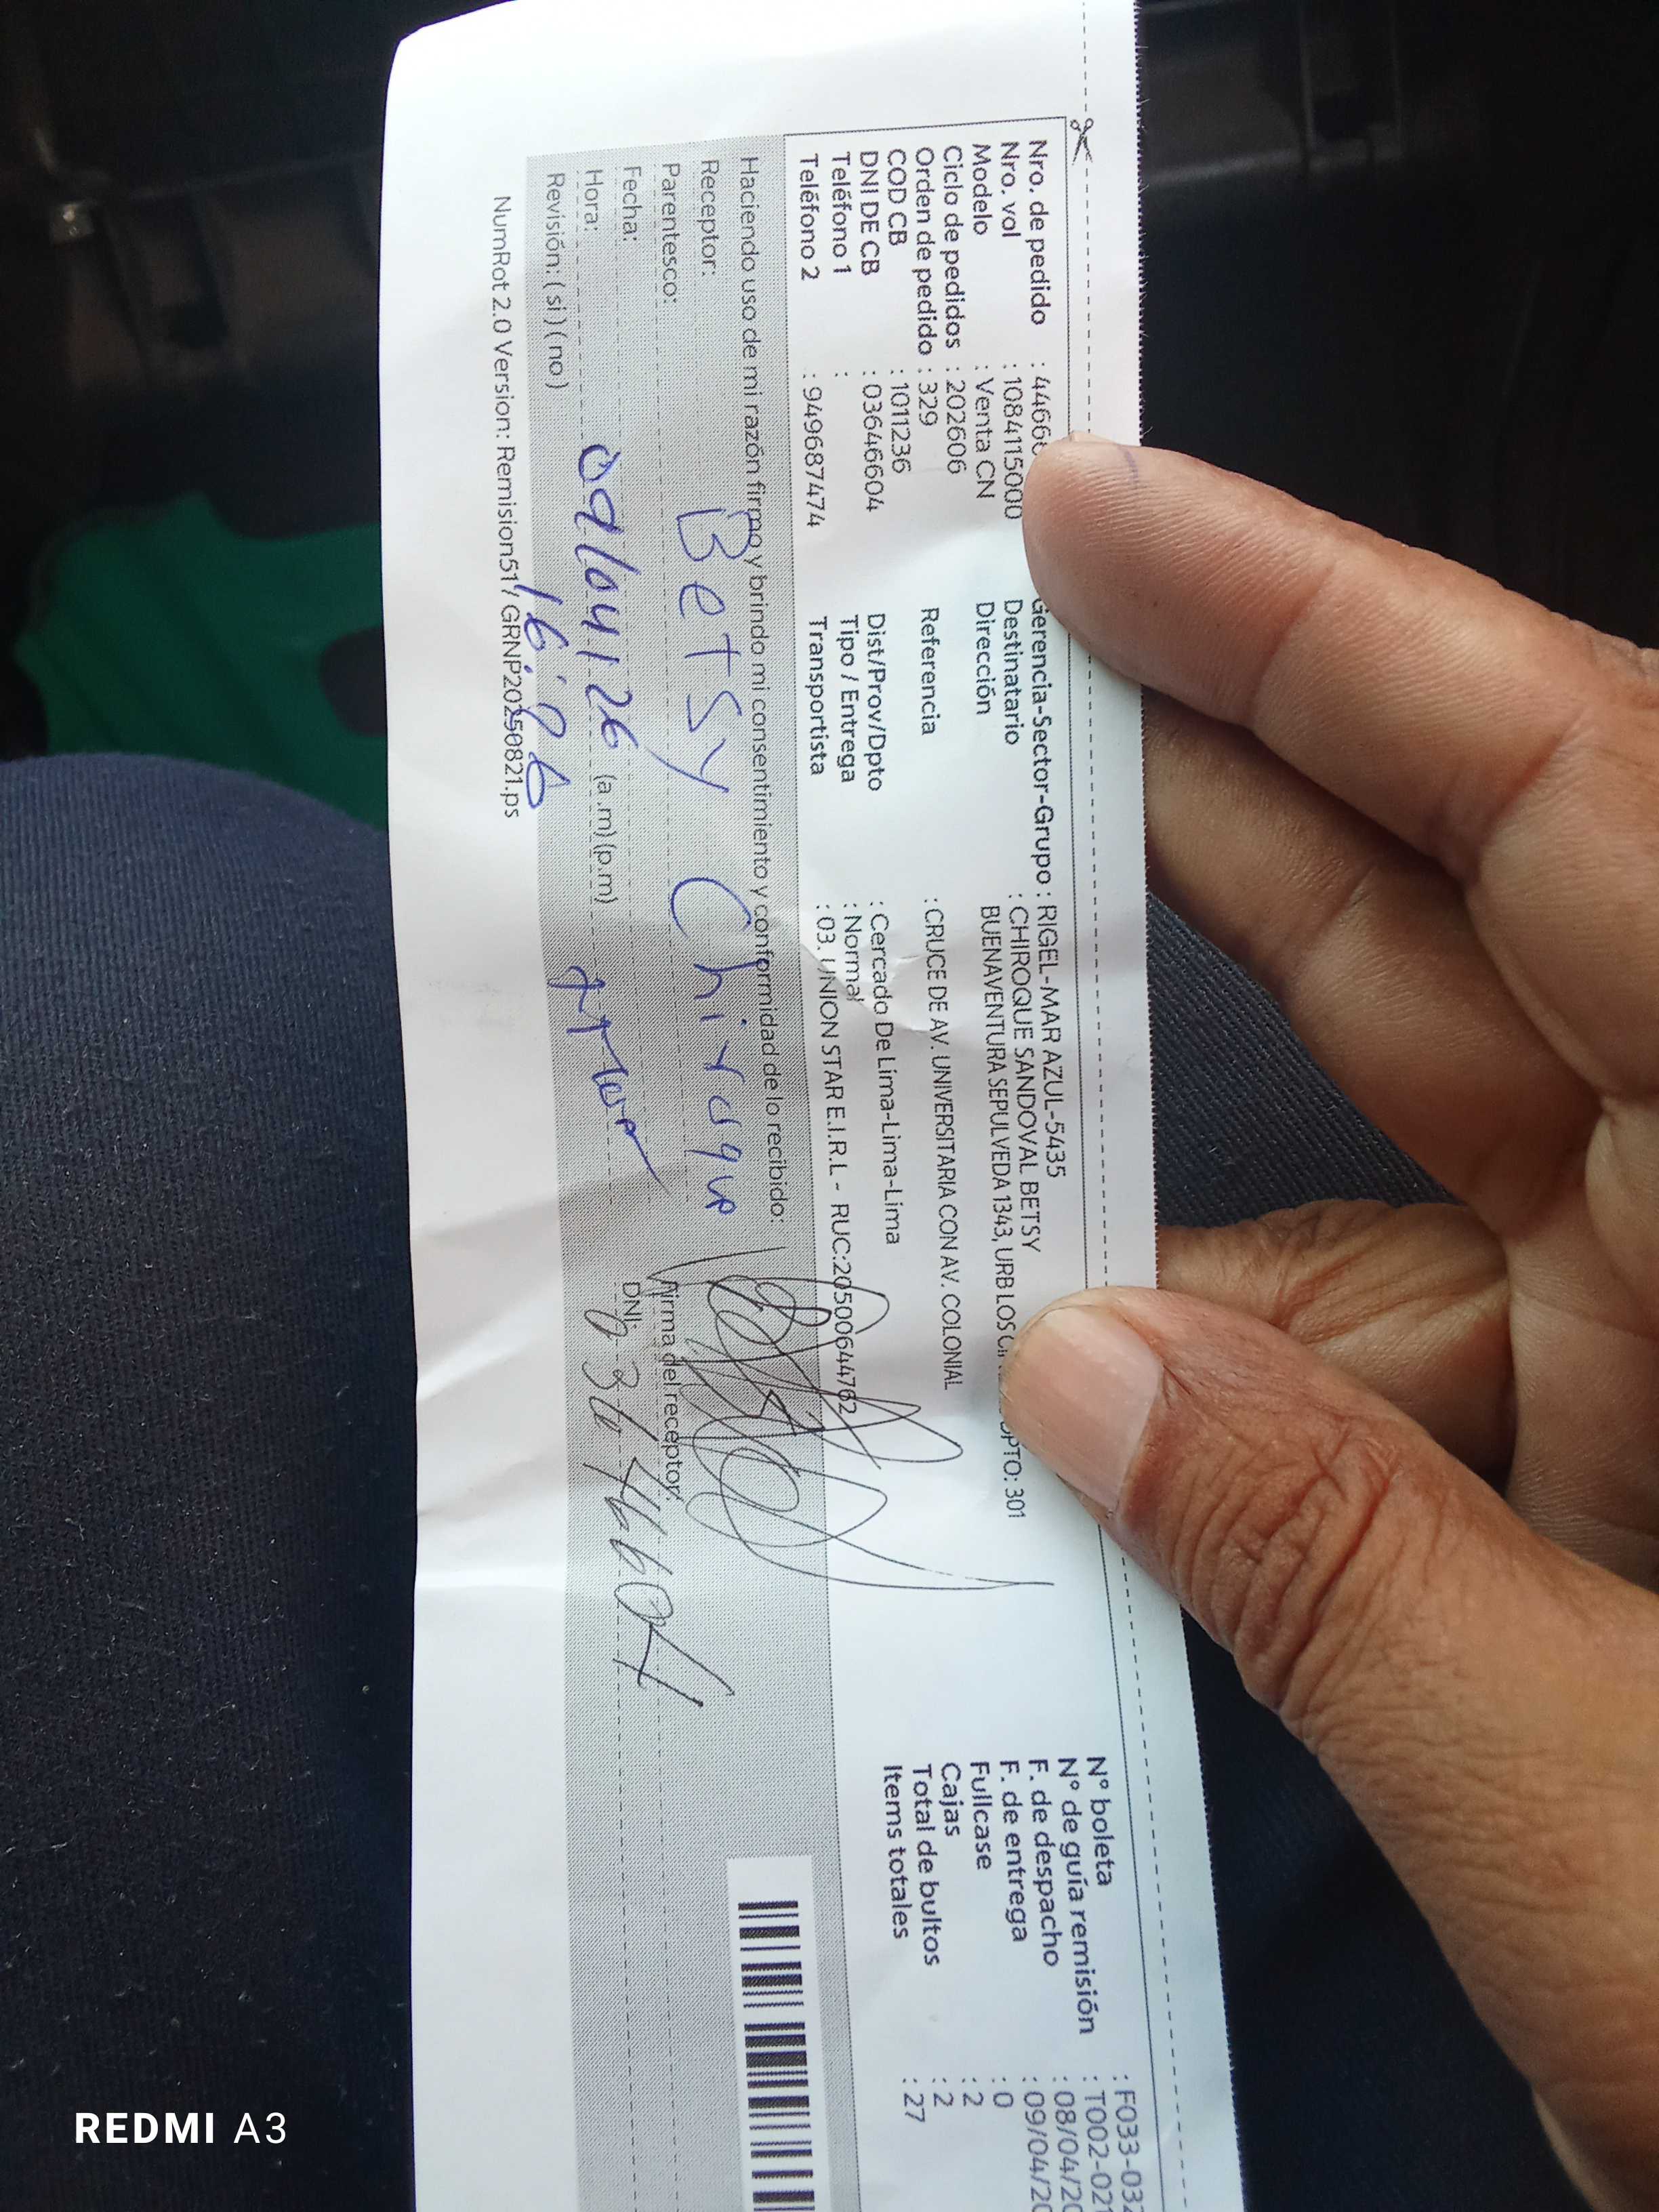 Nro. de pedido : 4466
Nro. vol : 1084115000
Modelo : Venta CN
Ciclo de pedidos : 202606
Orden de pedido : 329
COD CB : 1011236
DNI DE CB : 03646604
Teléfono 1 :
Teléfono 2 : 949687474
Gerencia-Sector-Grupo : RIGEL-MAR AZUL-5435
Destinatario : CHIROQUE SANDOVAL BETSY
Dirección BUENAVENTURA SEPULVEDA 1343, URB LOS DPTO: 301
Referencia : CRUCE DE AV. UNIVERSITARIA CON AV. COLONIAL
Dist/Prov/Dpto : Cercado De Lima-Lima-Lima
Tipo / Entrega : Normal
Transportista : 03. UNION STAR E.I.R.L - RUC:20500644762
N° boleta : F033-032
N° de guía remisión : T002-021
F. de despacho : 08/04/20
F. de entrega : 09/04/20
Fullcase : 0
Cajas : 2
Total de bultos : 2
Items totales : 27
Haciendo uso de mi razón firmo y brindo mi consentimiento y conformidad de lo recibido:
Receptor: Betsy Chiroque
Parentesco:
Fecha: 09/04/26
Hora: (a.m) (p.m)
Revisión: ( si ) ( no )
Firma del receptor:
DNI: 03646604
NumRot 2.0 Version: Remision51 / GRNP20250821.ps
REDMI A3